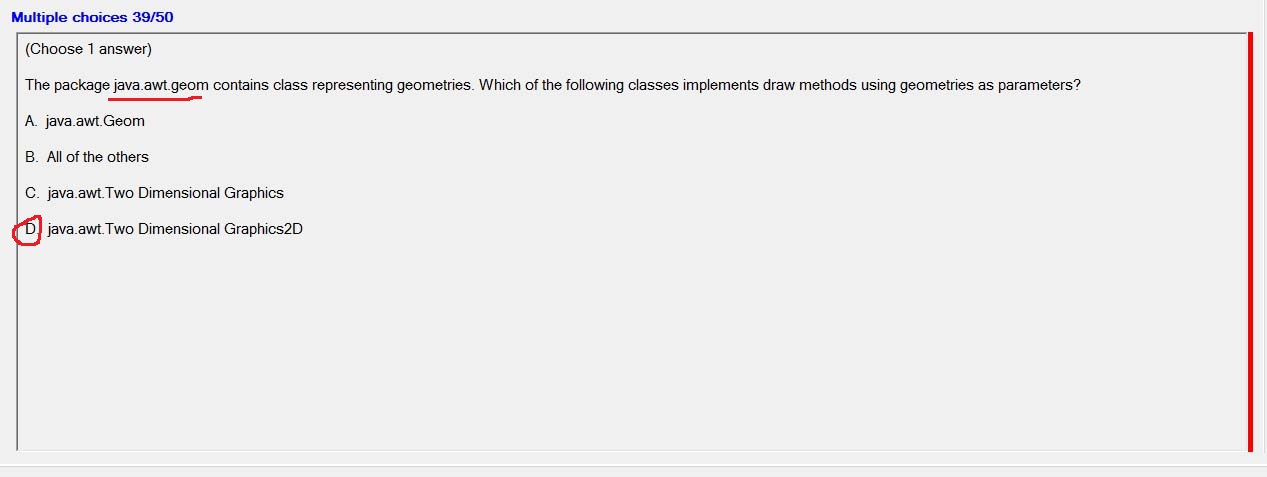 Multiple choices 39/50
(Choose 1 answer)
The package java.awt.geom contains class representing geometries. Which of the following classes implements draw methods using geometries as parameters?
A. java.awt.Geom
B. All of the others
C. java.awt.Two Dimensional Graphics
D. java.awt.Two Dimensional Graphics2D